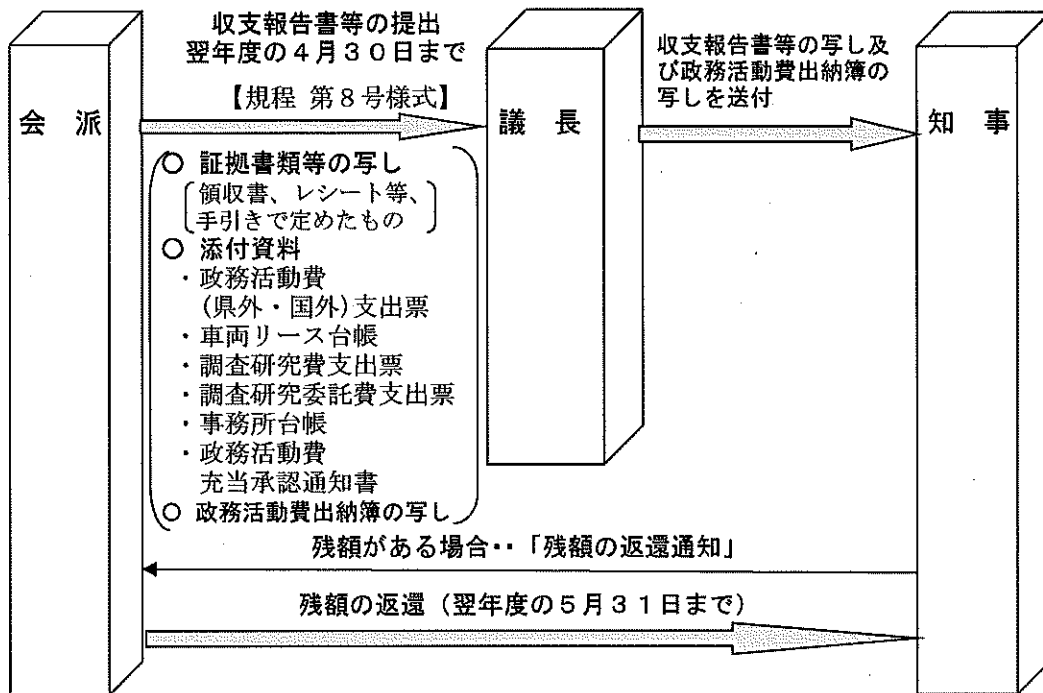 収支報告書等の提出
翌年度の4月30日まで
【規程 第8号様式】
会 派
議 長
収支報告書等の写し及
び政務活動費出納簿の
写しを送付
知 事
○ 証拠書類等の写し
領収書、レシート等、
手引きで定めたもの
○ 添付資料
・政務活動費
(県外・国外)支出票
・車両リース台帳
・調査研究費支出票
・調査研究委託費支出票
・事務所台帳
・政務活動費
充当承認通知書
○ 政務活動費出納簿の写し
残額がある場合‥「残額の返還通知」
残額の返還(翌年度の5月31日まで)